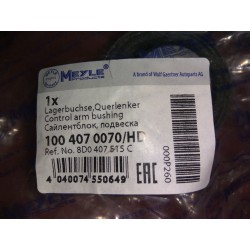 MEYLE
PRODUCTS
A brand of Wulf Gaertner Autoparts AG
1x
Lagerbuchse,Querlenker
Control arm bushing
Сайлентблок, подвеска
100 407 0070/HD
Ref. No. 8D0 407 515 C
4 040074 550649
EAC
000P260